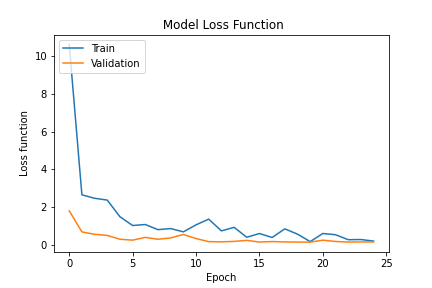 Model Loss Function
Train
Validation
10
8
6
4
2
0
Loss function
0 5 10 15 20 25
Epoch